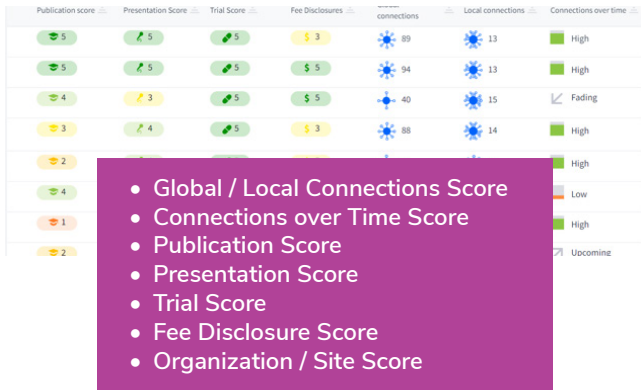 Publication score Presentation Score Trial Score Fee Disclosures connections Local connections Connections over time
5 5 5 $ 3 89 13 High
5 5 5 $ 5 94 13 High
4 3 5 $ 5 40 15 Fading
3 4 5 $ 3 88 14 High
2 High
4 Low
1 High
2 Upcoming
• Global / Local Connections Score
• Connections over Time Score
• Publication Score
• Presentation Score
• Trial Score
• Fee Disclosure Score
• Organization / Site Score